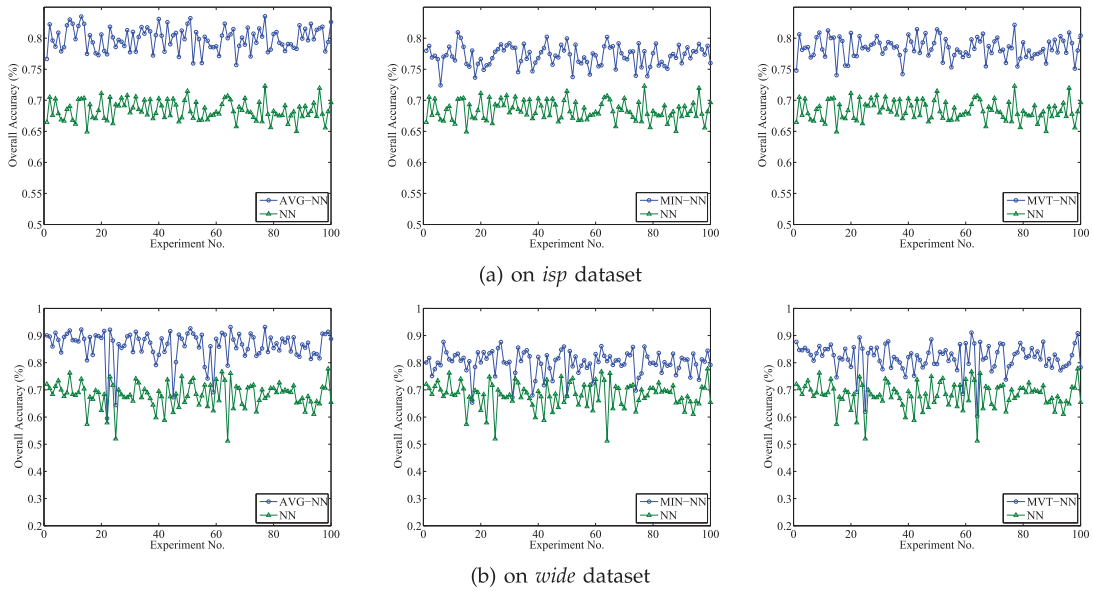 Overall Accuracy (%)
0.8
0.75
0.7
0.65
0.6
0.55
0.5
0 20 40 60 80 100
Experiment No.
AVG−NN
NN
Overall Accuracy (%)
0.8
0.75
0.7
0.65
0.6
0.55
0.5
0 20 40 60 80 100
Experiment No.
MIN−NN
NN
Overall Accuracy (%)
0.8
0.75
0.7
0.65
0.6
0.55
0.5
0 20 40 60 80 100
Experiment No.
MVT−NN
NN
(a) on isp dataset
Overall Accuracy (%)
1
0.9
0.8
0.7
0.6
0.5
0.4
0.3
0.2
0 20 40 60 80 100
Experiment No.
AVG−NN
NN
Overall Accuracy (%)
1
0.9
0.8
0.7
0.6
0.5
0.4
0.3
0.2
0 20 40 60 80 100
Experiment No.
MIN−NN
NN
Overall Accuracy (%)
1
0.9
0.8
0.7
0.6
0.5
0.4
0.3
0.2
0 20 40 60 80 100
Experiment No.
MVT−NN
NN
(b) on wide dataset